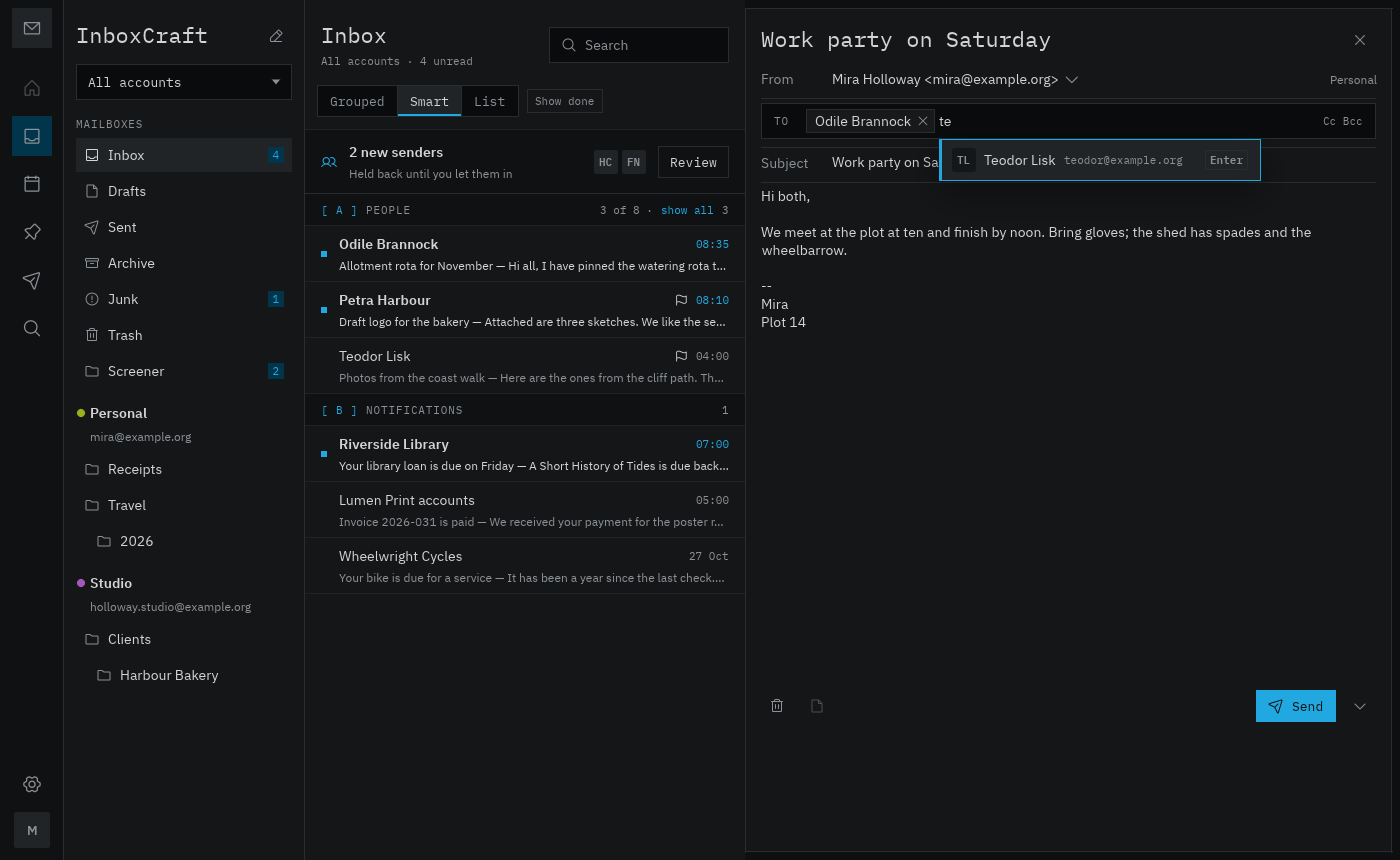 InboxCraft
All accounts
MAILBOXES
Inbox 4
Drafts
Sent
Archive
Junk 1
Trash
Screener 2
Personal
mira@example.org
Receipts
Travel
2026
Studio
holloway.studio@example.org
Clients
Harbour Bakery
M
Inbox
All accounts · 4 unread
Search
Grouped Smart List Show done
2 new senders
Held back until you let them in
HC FN Review
[ A ] PEOPLE 3 of 8 · show all 3
Odile Brannock 08:35
Allotment rota for November — Hi all, I have pinned the watering rota t…
Petra Harbour 08:10
Draft logo for the bakery — Attached are three sketches. We like the se…
Teodor Lisk 04:00
Photos from the coast walk — Here are the ones from the cliff path. Th…
[ B ] NOTIFICATIONS 1
Riverside Library 07:00
Your library loan is due on Friday — A Short History of Tides is due back…
Lumen Print accounts 05:00
Invoice 2026-031 is paid — We received your payment for the poster r…
Wheelwright Cycles 27 Oct
Your bike is due for a service — It has been a year since the last check.…
Work party on Saturday
From Mira Holloway <mira@example.org> Personal
TO Odile Brannock te Cc Bcc
TL Teodor Lisk teodor@example.org Enter
Subject Work party on Sa
Hi both,
We meet at the plot at ten and finish by noon. Bring gloves; the shed has spades and the
wheelbarrow.
--
Mira
Plot 14
Send